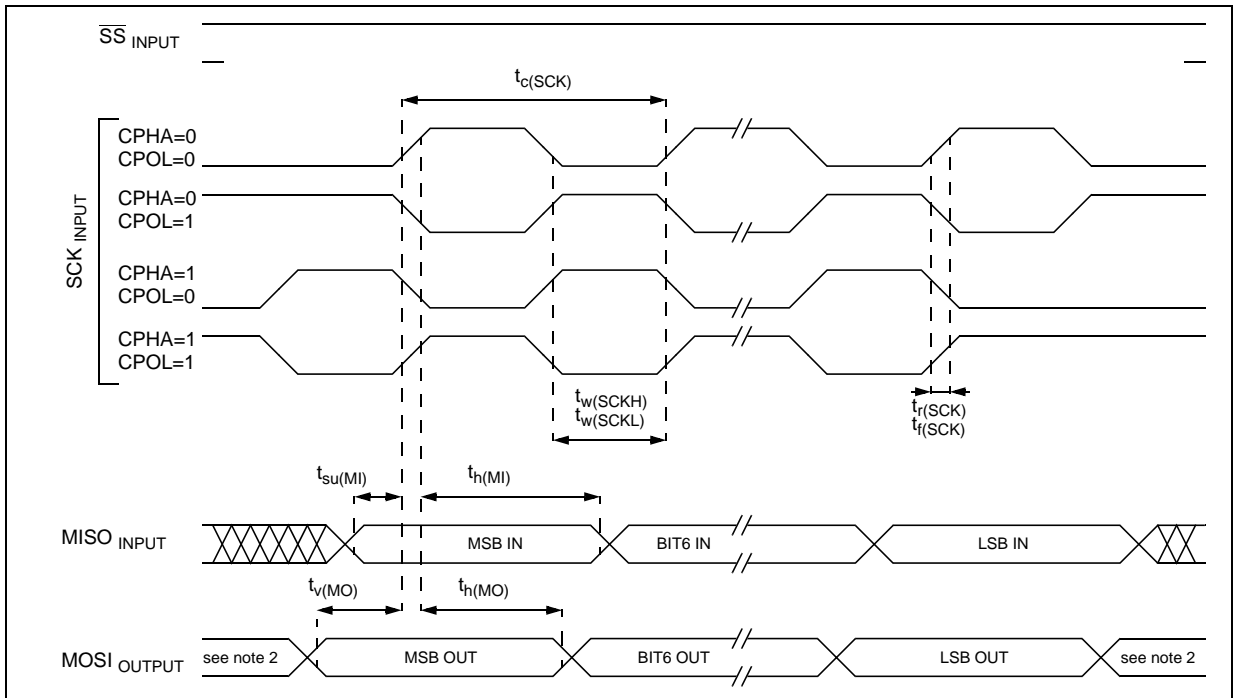 SS INPUT
tc(SCK)
SCK INPUT
CPHA=0
CPOL=0
CPHA=0
CPOL=1
CPHA=1
CPOL=0
CPHA=1
CPOL=1
tw(SCKH)
tw(SCKL)
tr(SCK)
tf(SCK)
tsu(MI)
th(MI)
MISO INPUT
MSB IN
BIT6 IN
LSB IN
tv(MO)
th(MO)
MOSI OUTPUT
see note 2
MSB OUT
BIT6 OUT
LSB OUT
see note 2